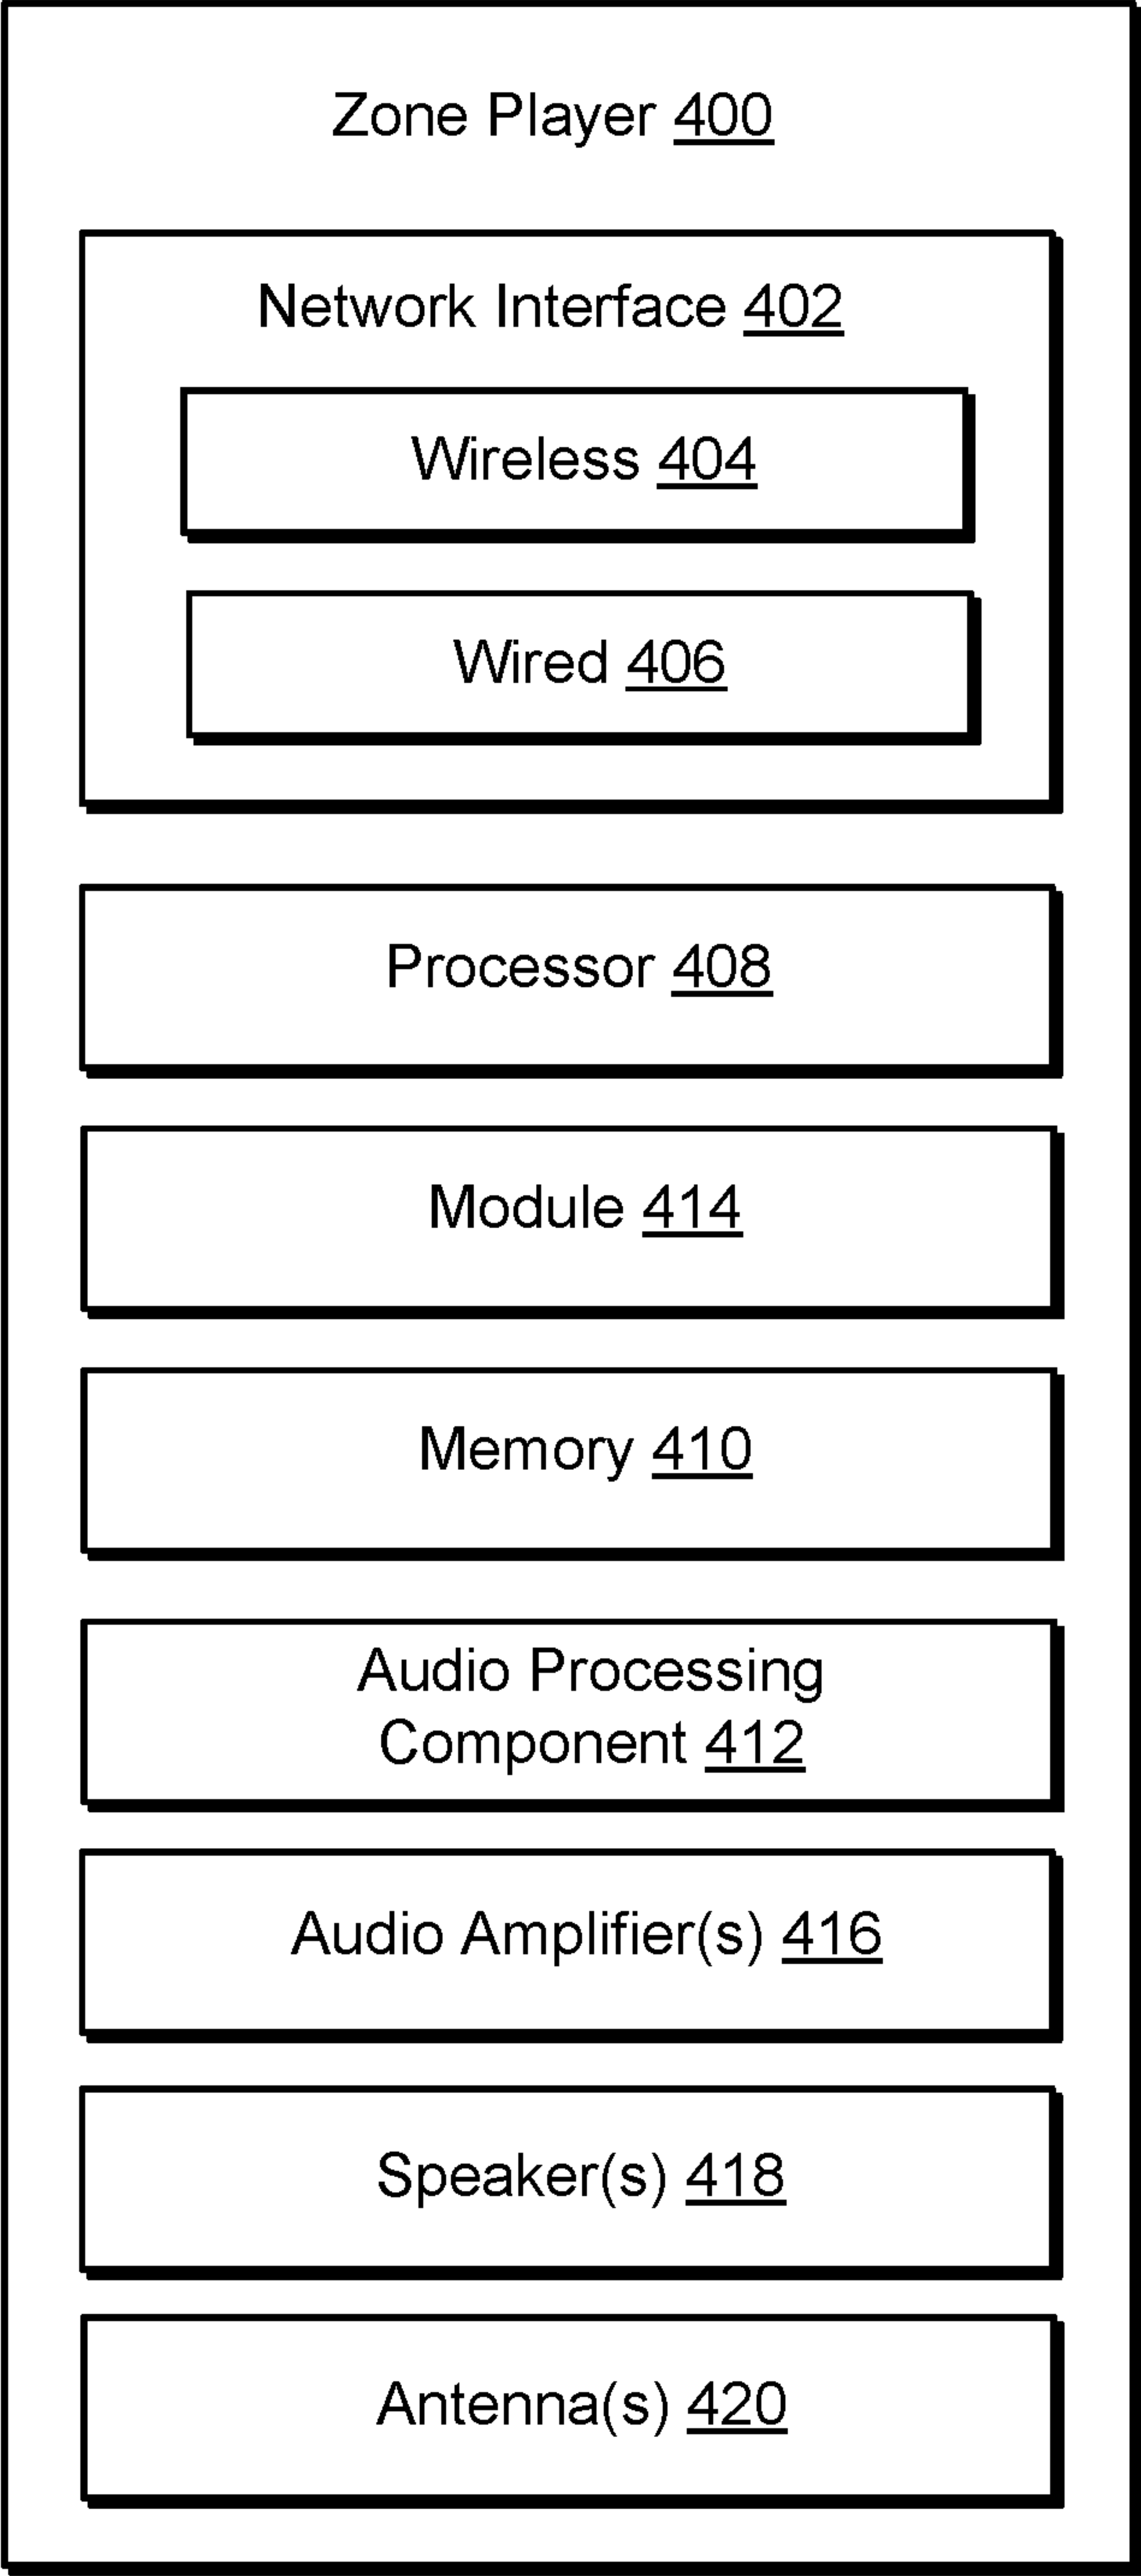 Zone Player 400
Network Interface 402
Wireless 404
Wired 406
Processor 408
Module 414
Memory 410
Audio Processing
Component 412
Audio Amplifier(s) 416
Speaker(s) 418
Antenna(s) 420